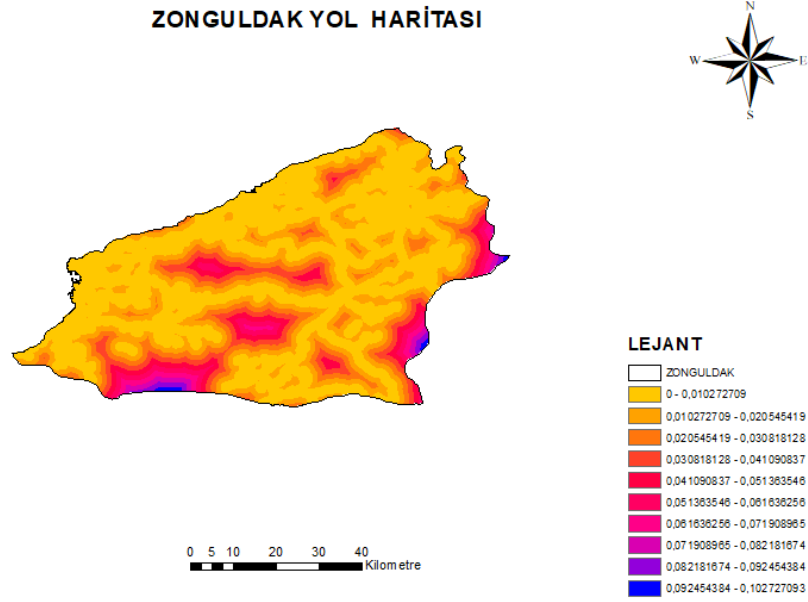 ZONGULDAK YOL HARİTASI
N
W
E
S
LEJANT
ZONGULDAK
0 - 0,010272709
0,010272709 - 0,020545419
0,020545419 - 0,030818128
0,030818128 - 0,041090837
0,041090837 - 0,051363546
0,051363546 - 0,061636256
0,061636256 - 0,071908965
0,071908965 - 0,082181674
0,082181674 - 0,092454384
0,092454384 - 0,102727093
0 5 10 20 30 40
Kilometre